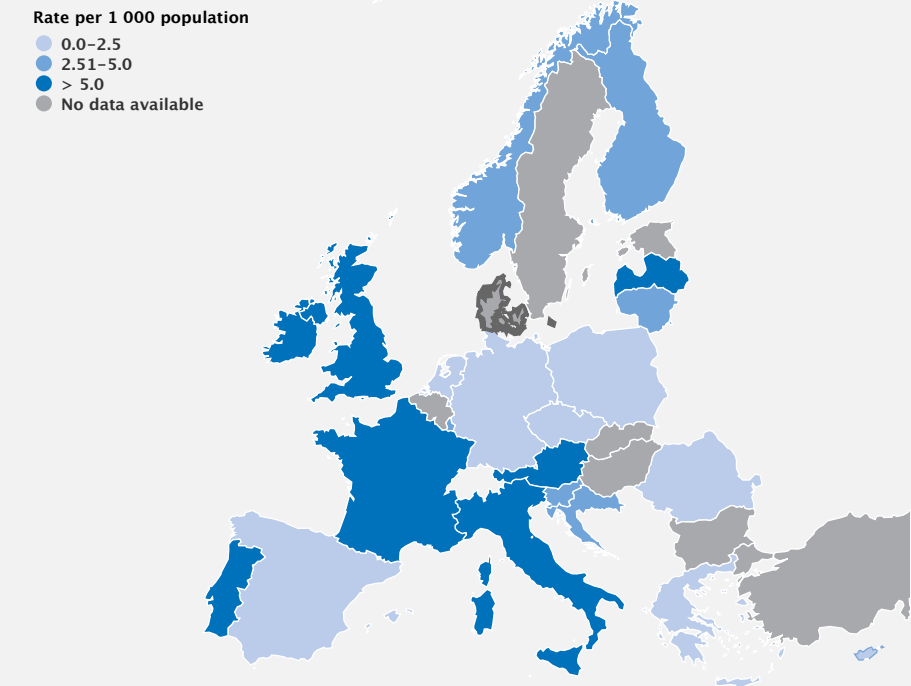 Rate per 1 000 population
0.0–2.5
2.51–5.0
> 5.0
No data available